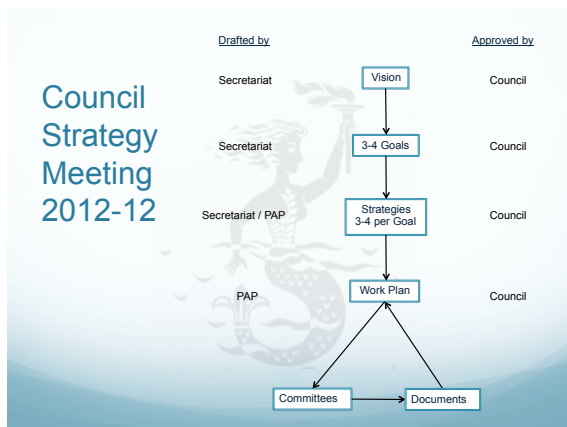 Drafted by
Approved by
Council
Strategy
Meeting
2012-12
Secretariat
Vision
Council
Secretariat
3-4 Goals
Council
Secretariat / PAP
Strategies
3-4 per Goal
Council
PAP
Work Plan
Council
Committees
Documents